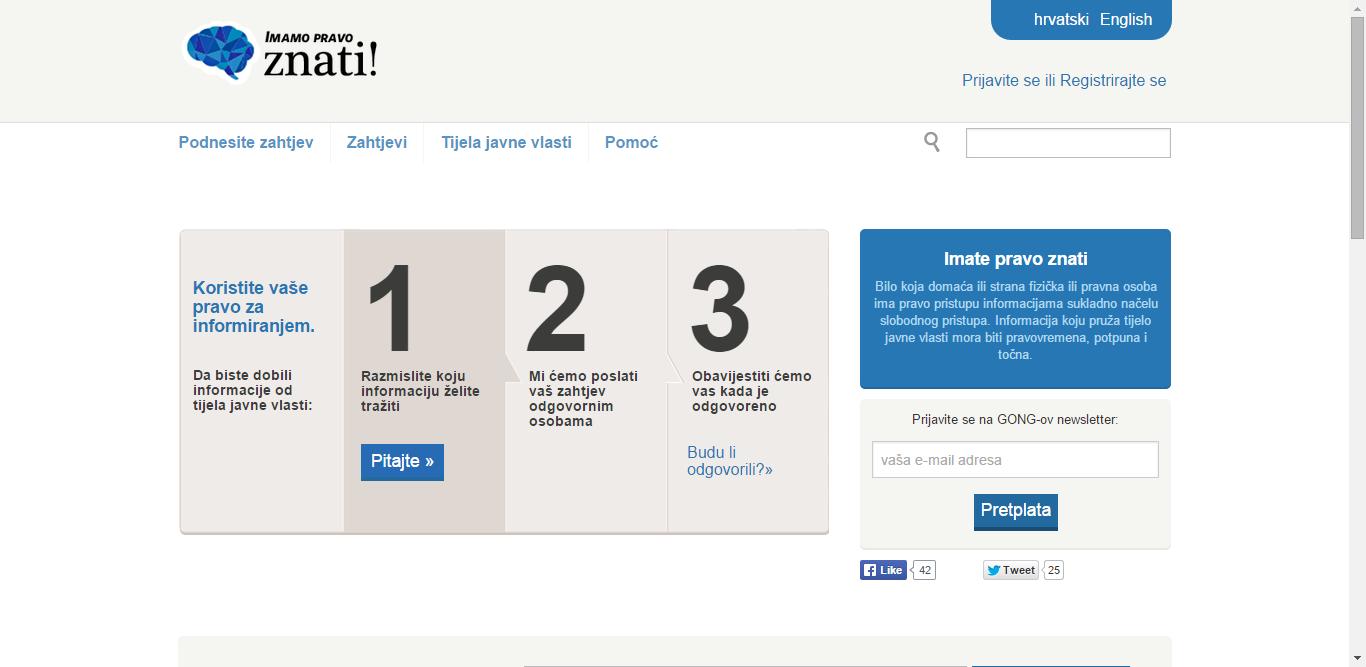 hrvatski English
IMAMO PRAVO
znati!
Prijavite se ili Registrirajte se
Podnesite zahtjev
Zahtjevi
Tijela javne vlasti
Pomoć
Koristite vaše
pravo za
informiranjem.
Da biste dobili
informacije od
tijela javne vlasti:
1
Razmislite koju
informaciju želite
tražiti
Pitajte »
2
Mi ćemo poslati
vaš zahtjev
odgovornim
osobama
3
Obavijestiti ćemo
vas kada je
odgovoreno
Budu li
odgovorili?»
Imate pravo znati
Bilo koja domaća ili strana fizička ili pravna osoba
ima pravo pristupu informacijama sukladno načelu
slobodnog pristupa. Informacija koju pruža tijelo
javne vlasti mora biti pravovremena, potpuna i
točna.
Prijavite se na GONG-ov newsletter:
vaša e-mail adresa
Pretplata
Like 42
Tweet 25